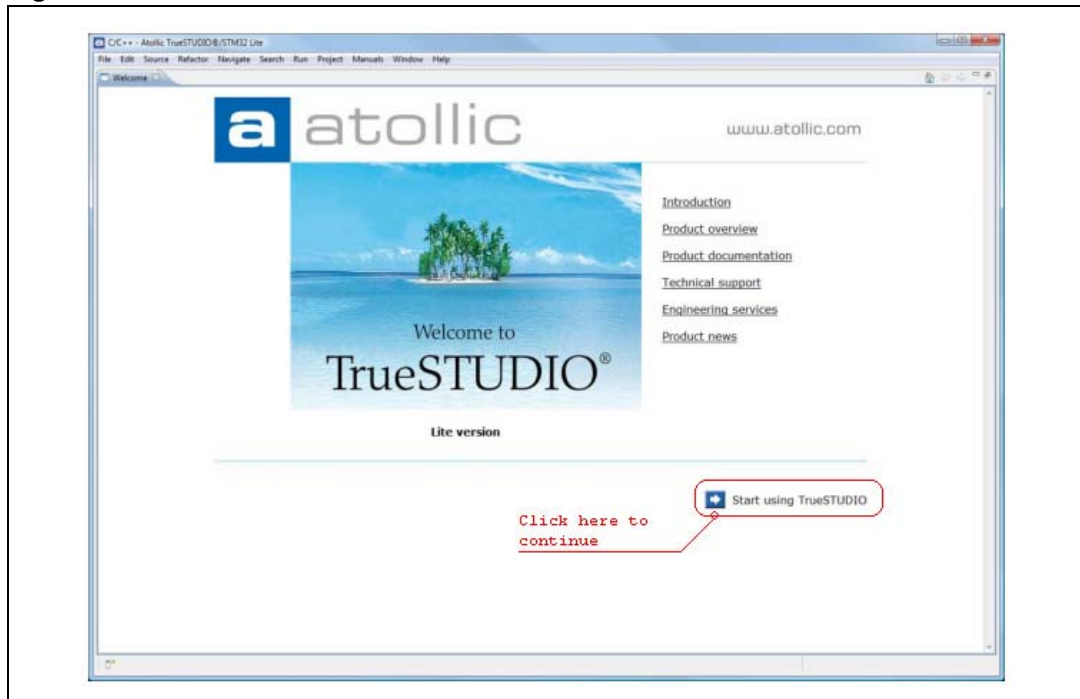 C/C++ - Atollic TrueSTUDIO®/STM32 Lite
File Edit Source Refactor Navigate Search Run Project Manuals Window Help
Welcome
a atollic
www.atollic.com
Introduction
Product overview
Product documentation
Technical support
Engineering services
Product news
Welcome to
TrueSTUDIO®
Lite version
Start using TrueSTUDIO
Click here to
continue